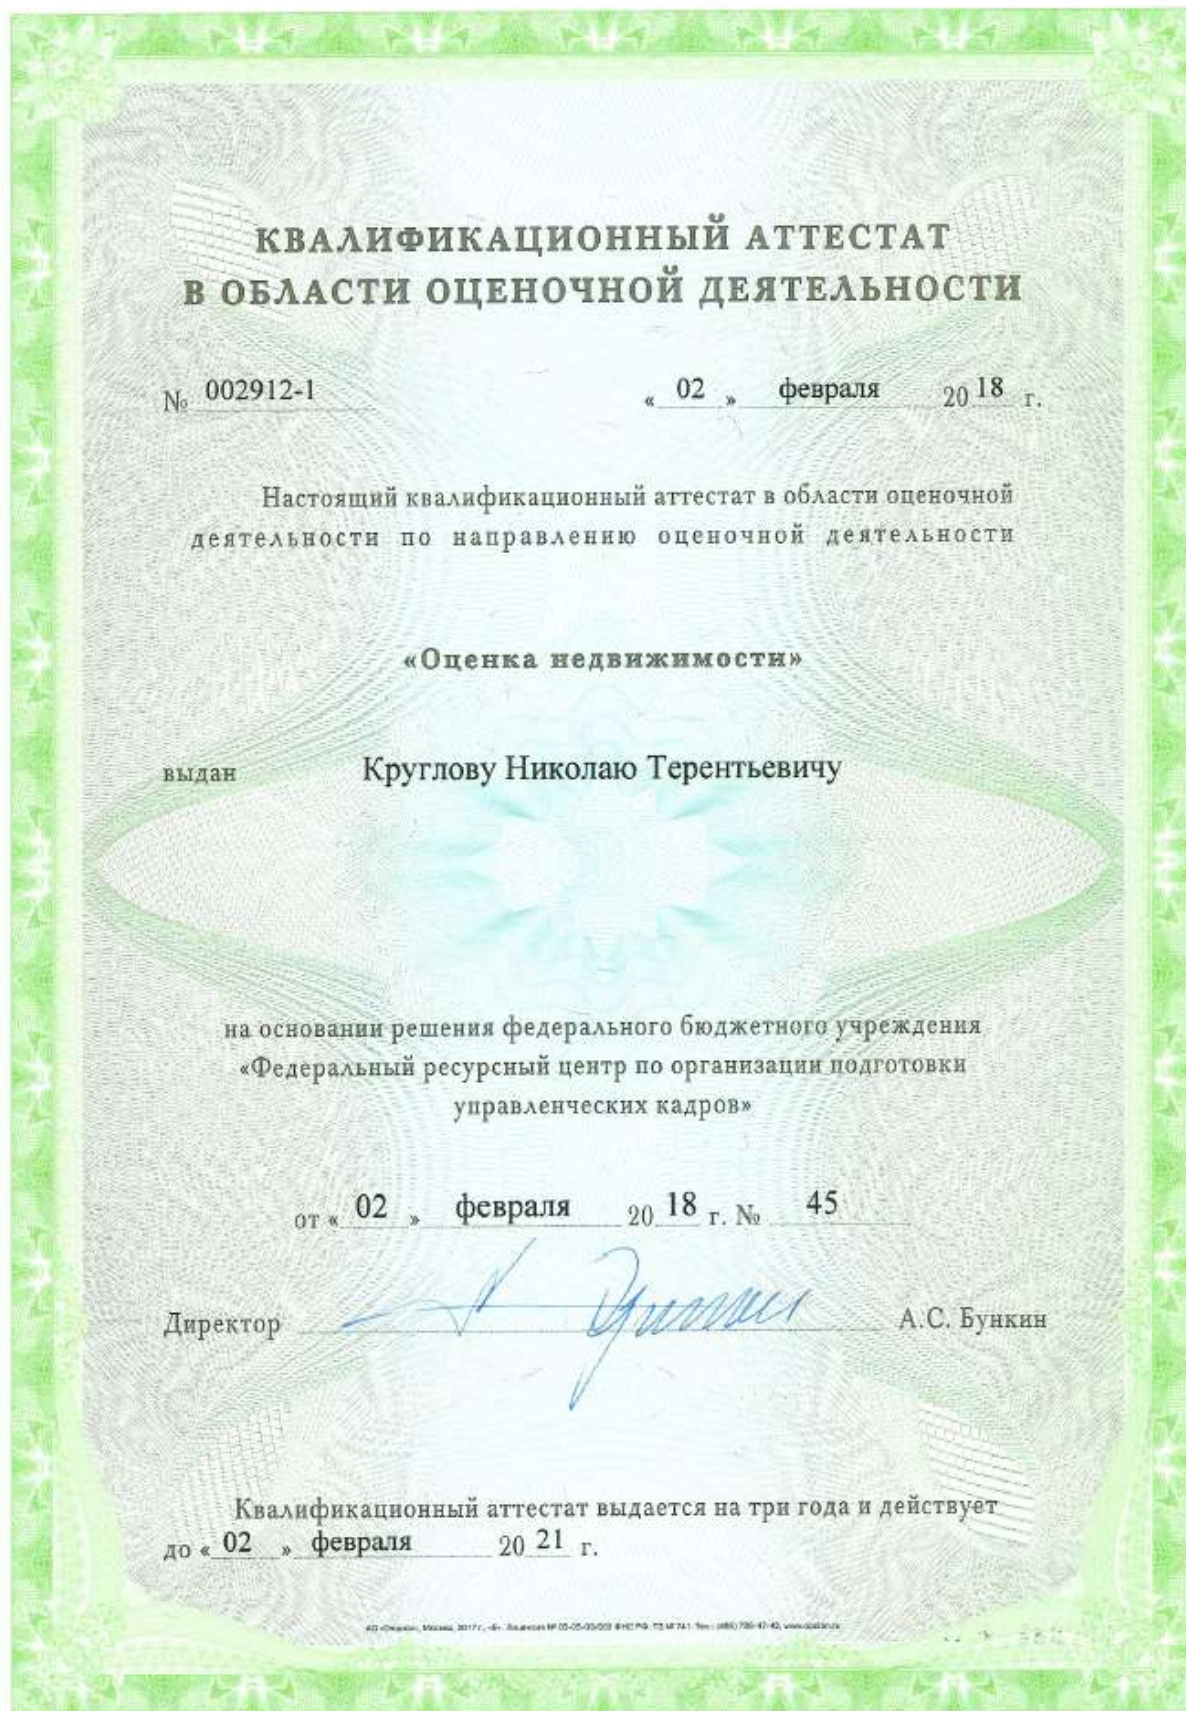 КВАЛИФИКАЦИОННЫЙ АТТЕСТАТ
В ОБЛАСТИ ОЦЕНОЧНОЙ ДЕЯТЕЛЬНОСТИ
№ 002912-1 « 02 » февраля 20 18 г.
Настоящий квалификационный аттестат в области оценочной
деятельности по направлению оценочной деятельности
«Оценка недвижимости»
выдан Круглову Николаю Терентьевичу
на основании решения федерального бюджетного учреждения
«Федеральный ресурсный центр по организации подготовки
управленческих кадров»
от « 02 » февраля 20 18 г. № 45
Директор А.С. Бункин
Квалификационный аттестат выдается на три года и действует
до « 02 » февраля 20 21 г.
Москва, 2017 г.,